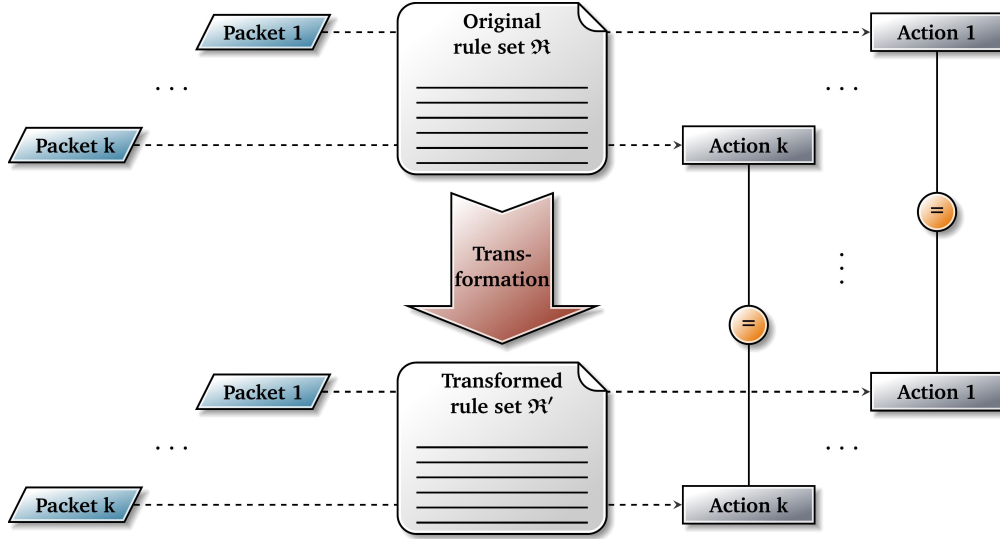 Packet 1
Original
rule set ℜ
Action 1
. . .
. . .
Packet k
Action k
=
Trans-
formation
. . .
=
Packet 1
Transformed
rule set ℜ′
Action 1
. . .
. . .
Packet k
Action k